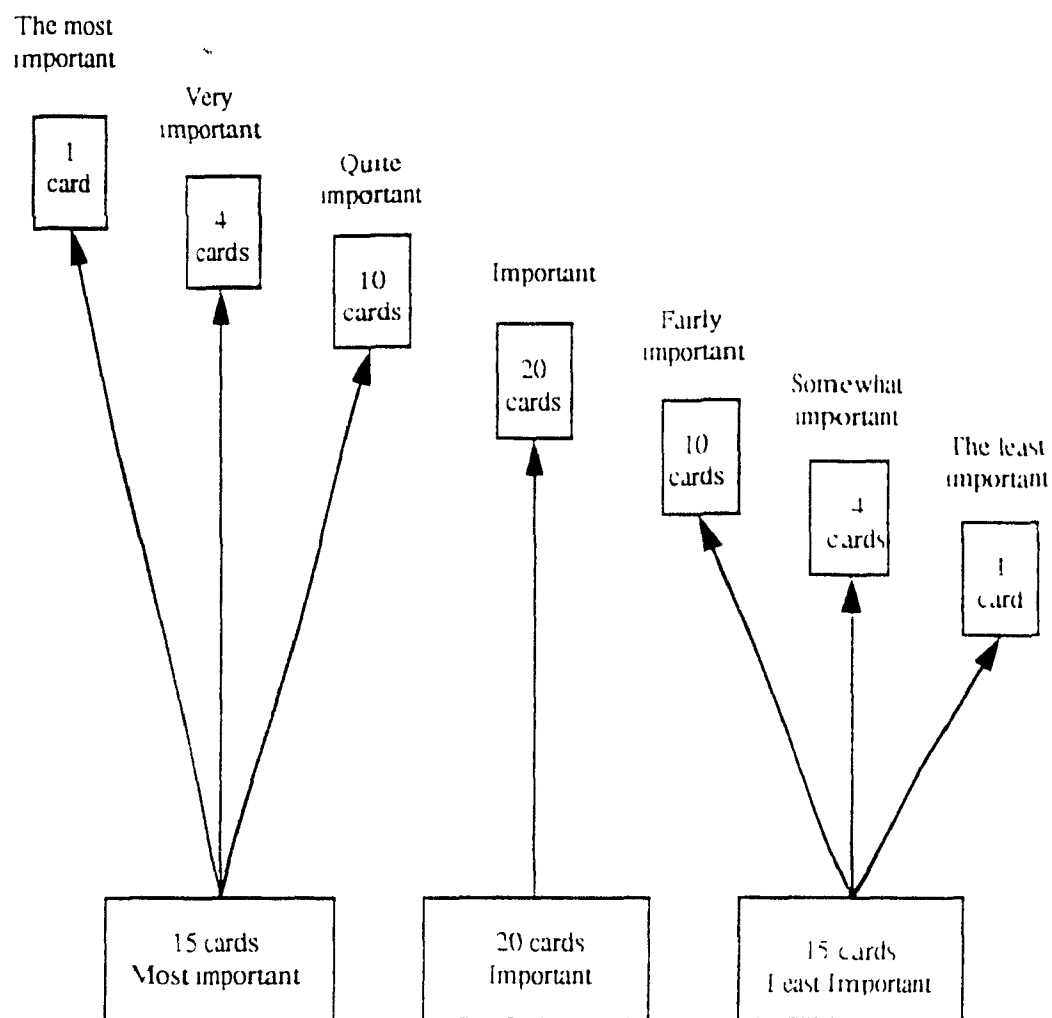 The most
important
1
card
Very
important
4
cards
Quite
important
10
cards
Important
20
cards
Fairly
important
10
cards
Somewhat
important
4
cards
The least
important
1
card
15 cards
Most important
20 cards
Important
15 cards
Least Important